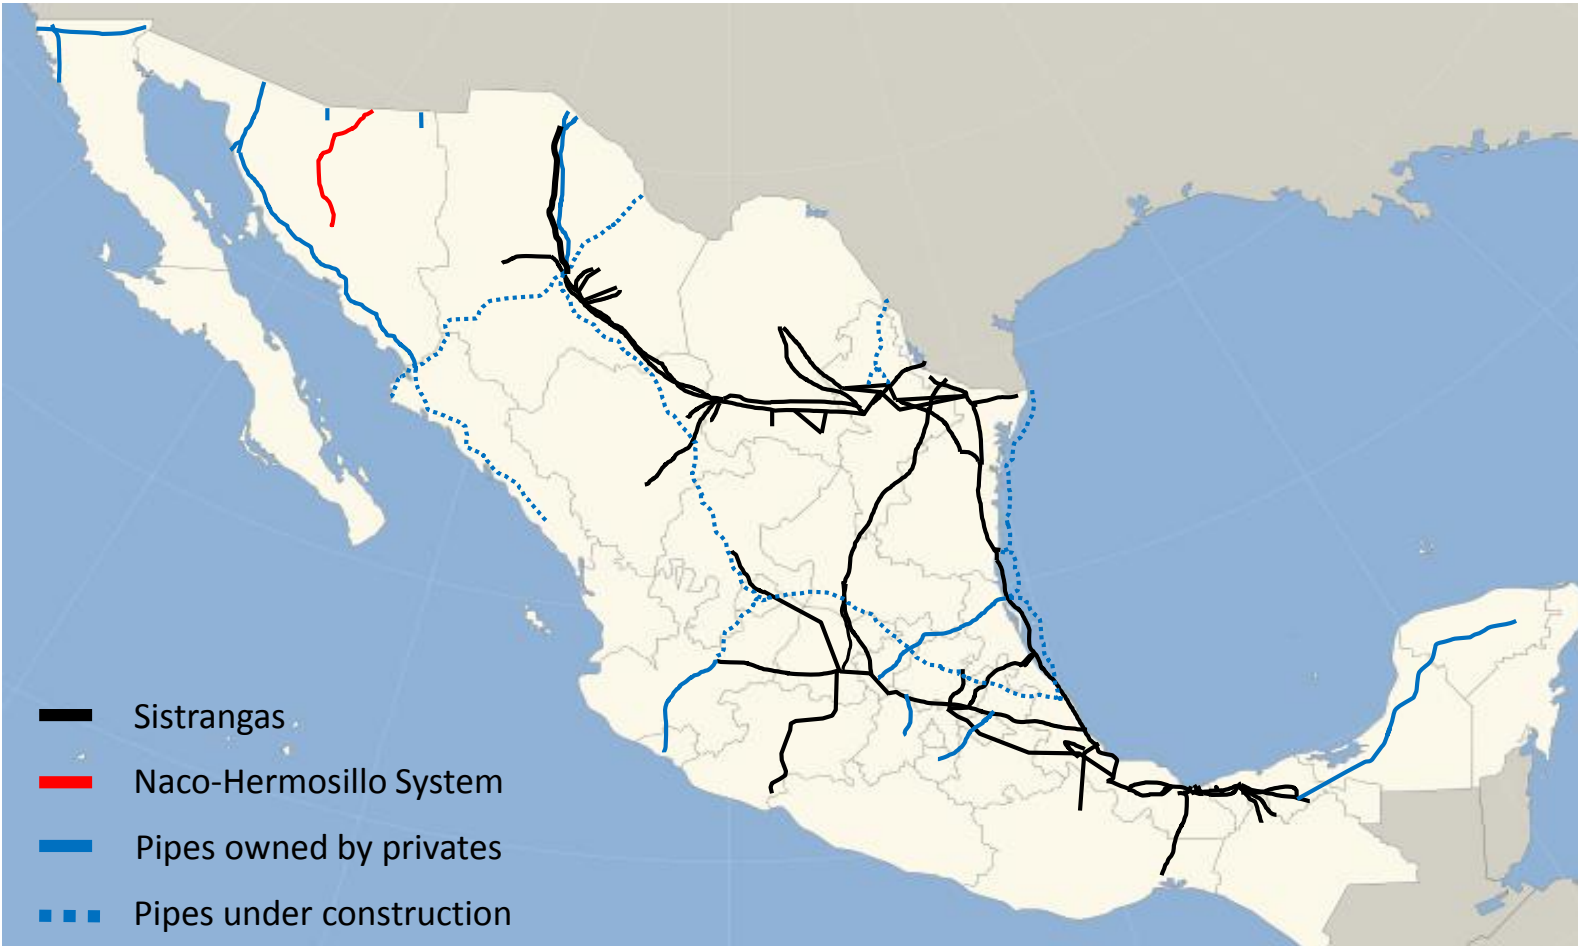 Sistrangas
Naco-Hermosillo System
Pipes owned by privates
Pipes under construction